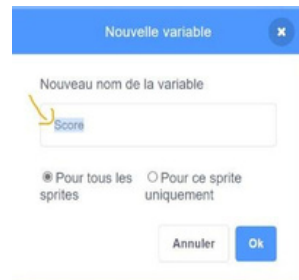 Nouvelle variable
Nouveau nom de la variable
Score
Pour tous les sprites
Pour ce sprite uniquement
Annuler
Ok